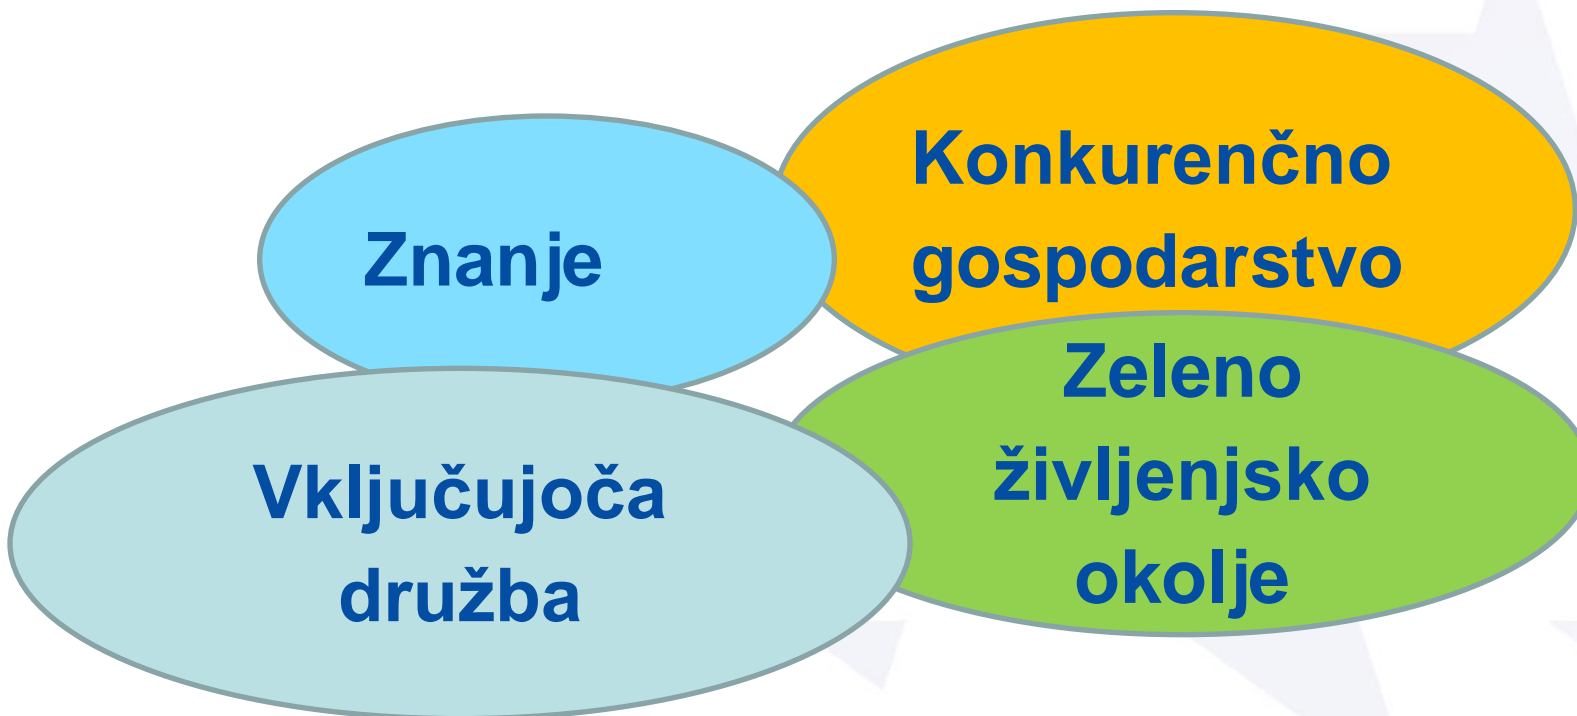 Znanje
Konkurenčno
gospodarstvo
Vključujoča
družba
Zeleno
življenjsko
okolje